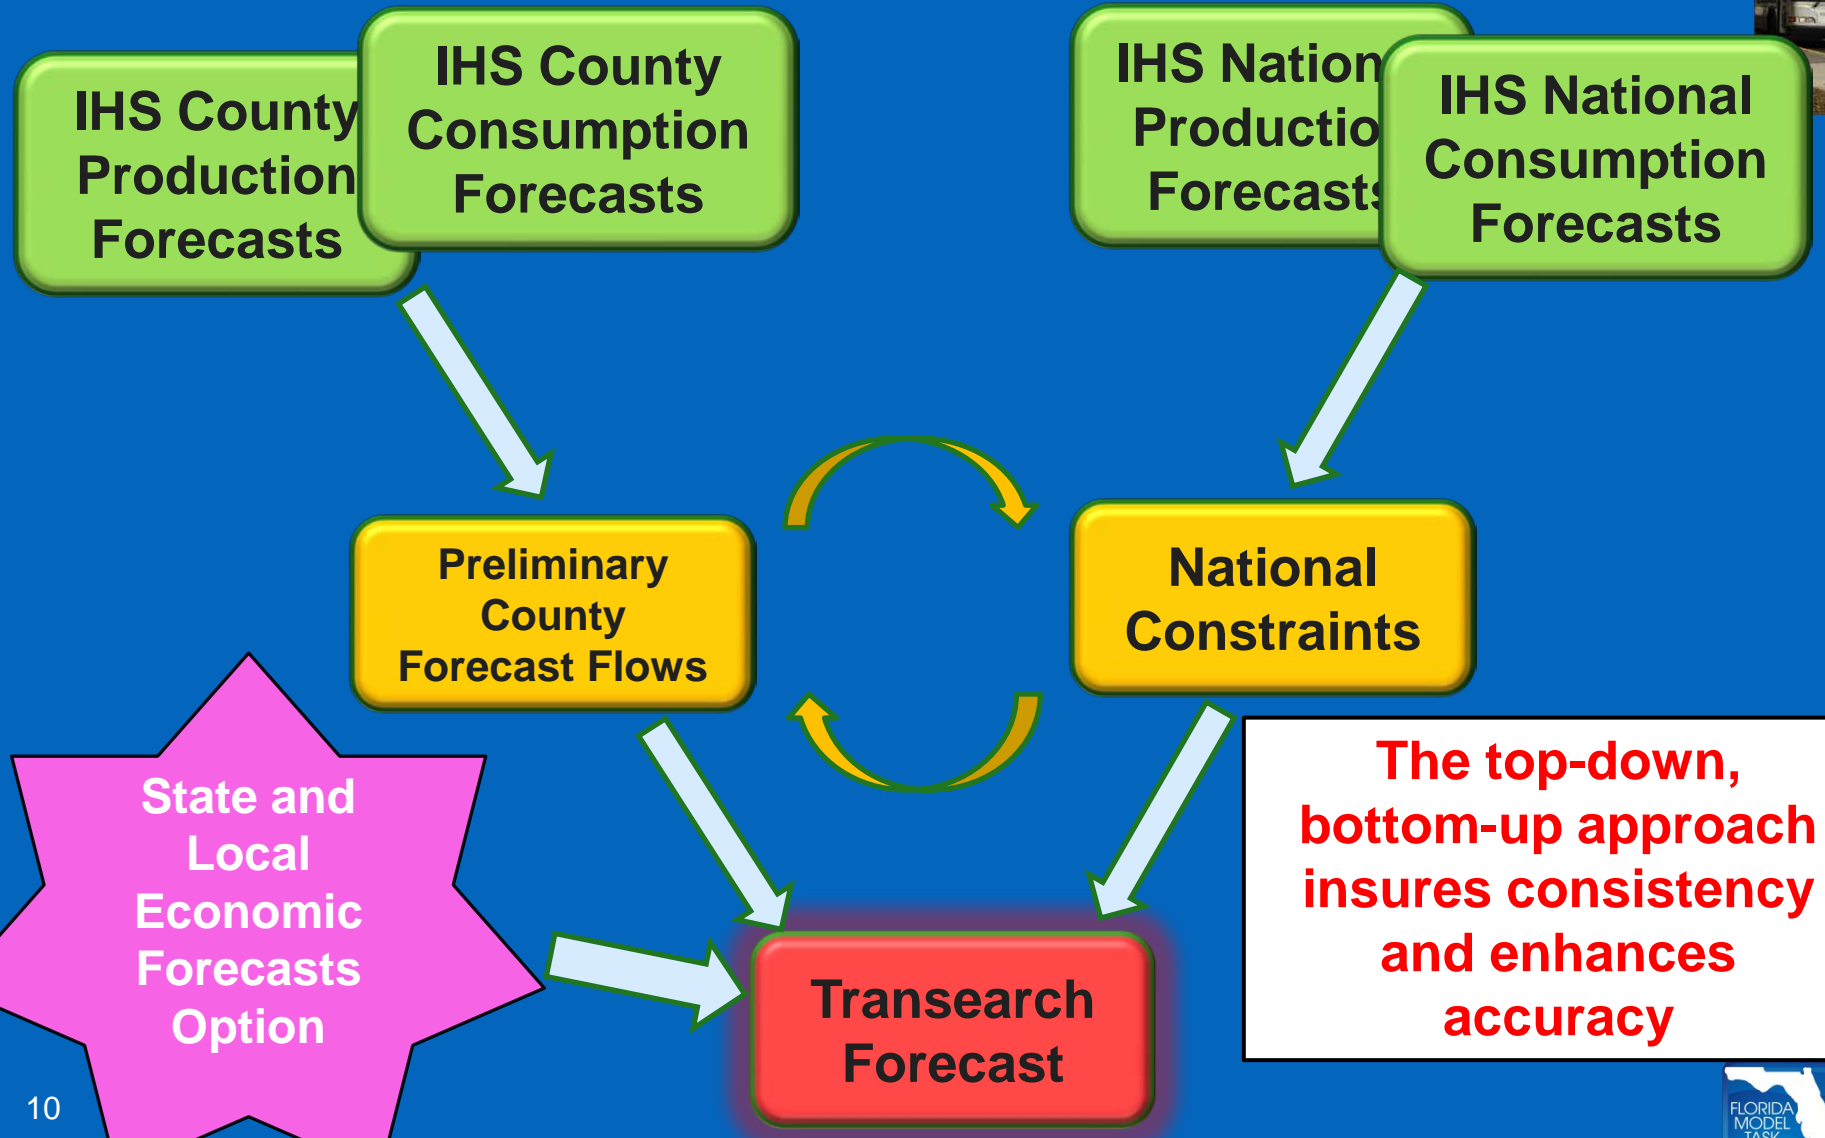 IHS County
Production
Forecasts
IHS County
Consumption
Forecasts
IHS Nation
Productio
Forecasts
IHS National
Consumption
Forecasts
Preliminary
County
Forecast Flows
National
Constraints
State and
Local
Economic
Forecasts
Option
Transearch
Forecast
The top-down,
bottom-up approach
insures consistency
and enhances
accuracy
10
FLORIDA
MODEL
TASK